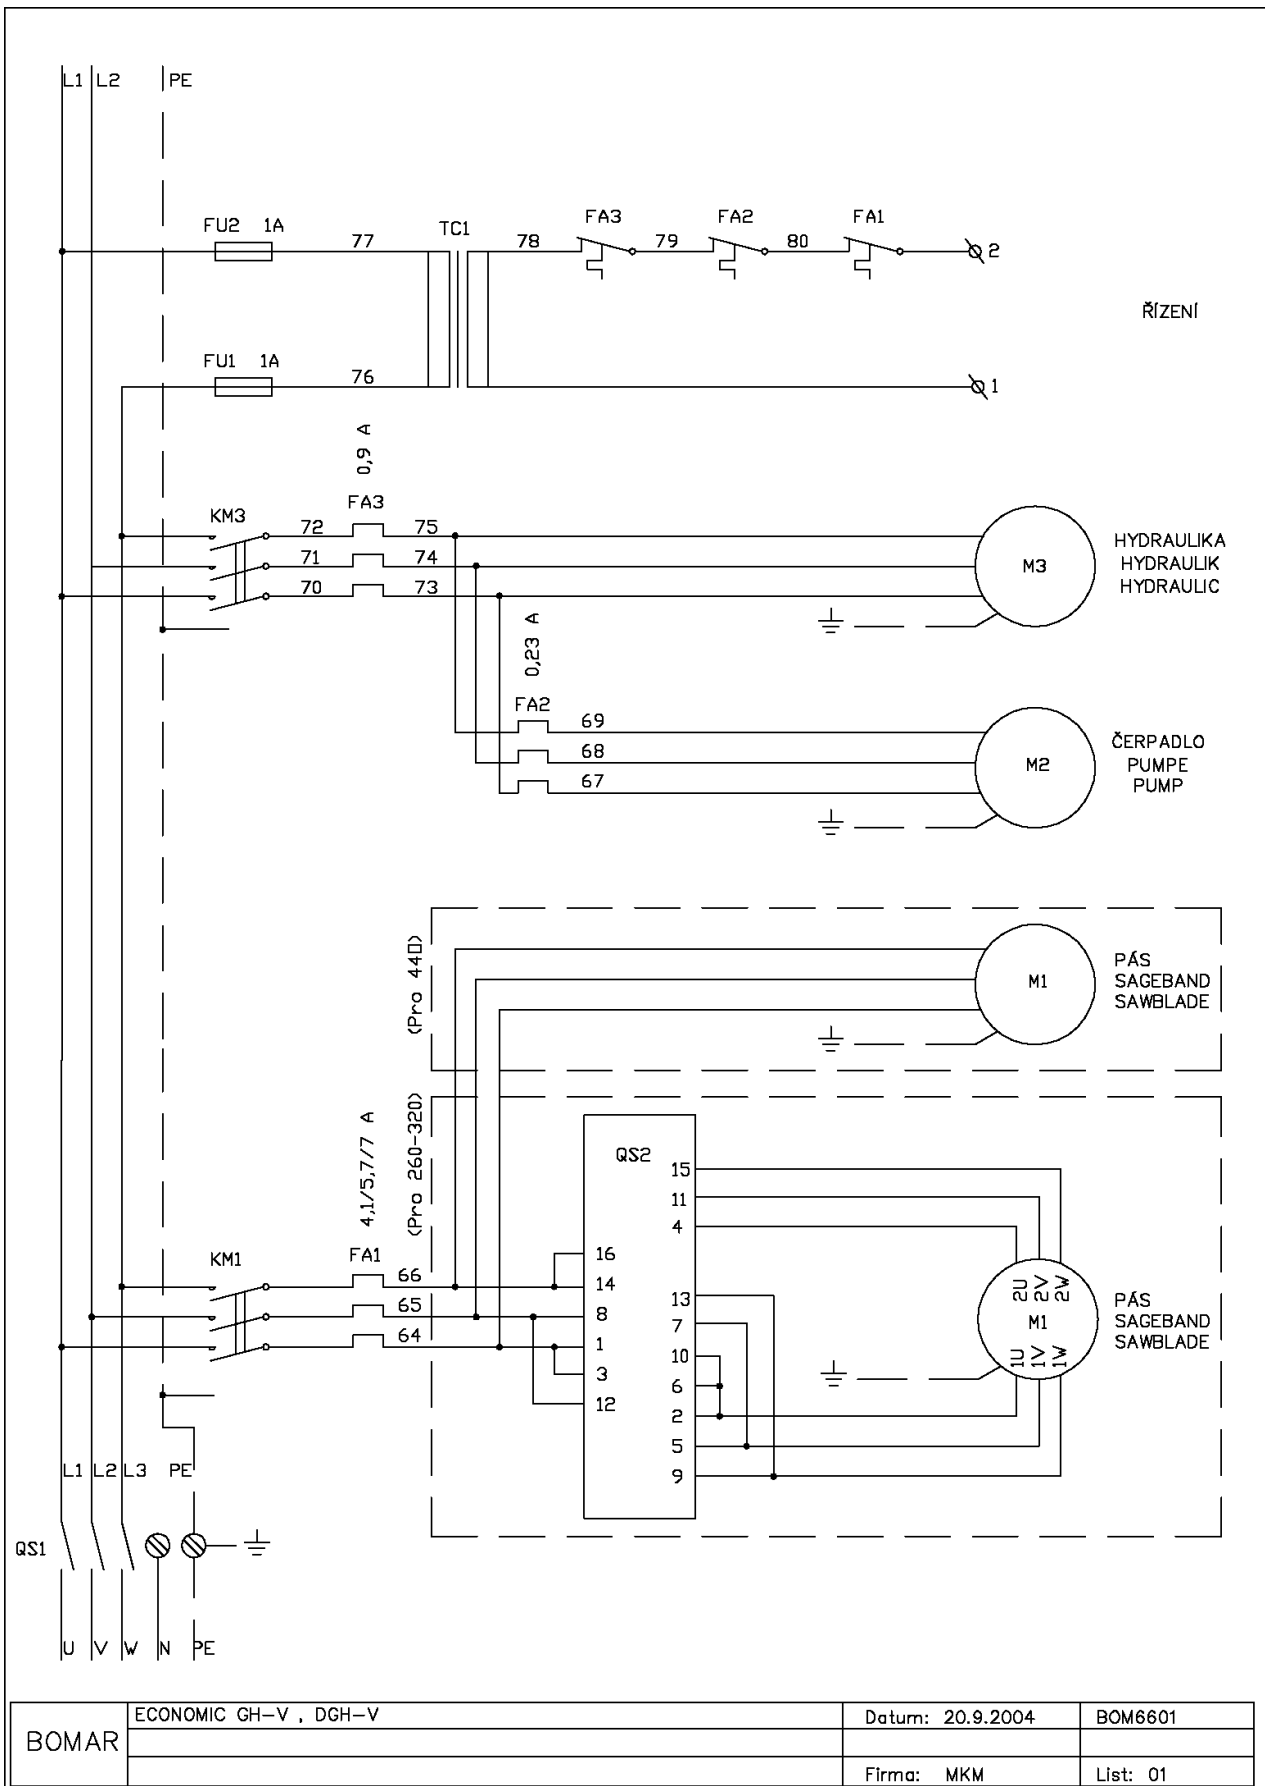 L1 L2 PE
FU2 1A 77 TC1 78 FA3 79 FA2 80 FA1 2
ŘÍZENÍ
FU1 1A 76 1
0,9 A
FA3
KM3 72 75
71 74
70 73
M3
HYDRAULIKA
HYDRAULIK
HYDRAULIC
0,23 A
FA2 69
68
67
M2
ČERPADLO
PUMPE
PUMP
(Pro 440)
M1
PÁS
SAGEBAND
SAWBLADE
4,1/5,7/7 A
(Pro 260-320)
QS2
15
11
4
16
14
8
1
3
12
13
7
10
6
2
5
9
KM1 FA1 66
65
64
2U 2V 2W
M1
1U 1V 1W
PÁS
SAGEBAND
SAWBLADE
L1 L2 L3 PE
QS1
U V W N PE
BOMAR
ECONOMIC GH-V , DGH-V
Datum: 20.9.2004
BOM6601
Firma: MKM
List: 01